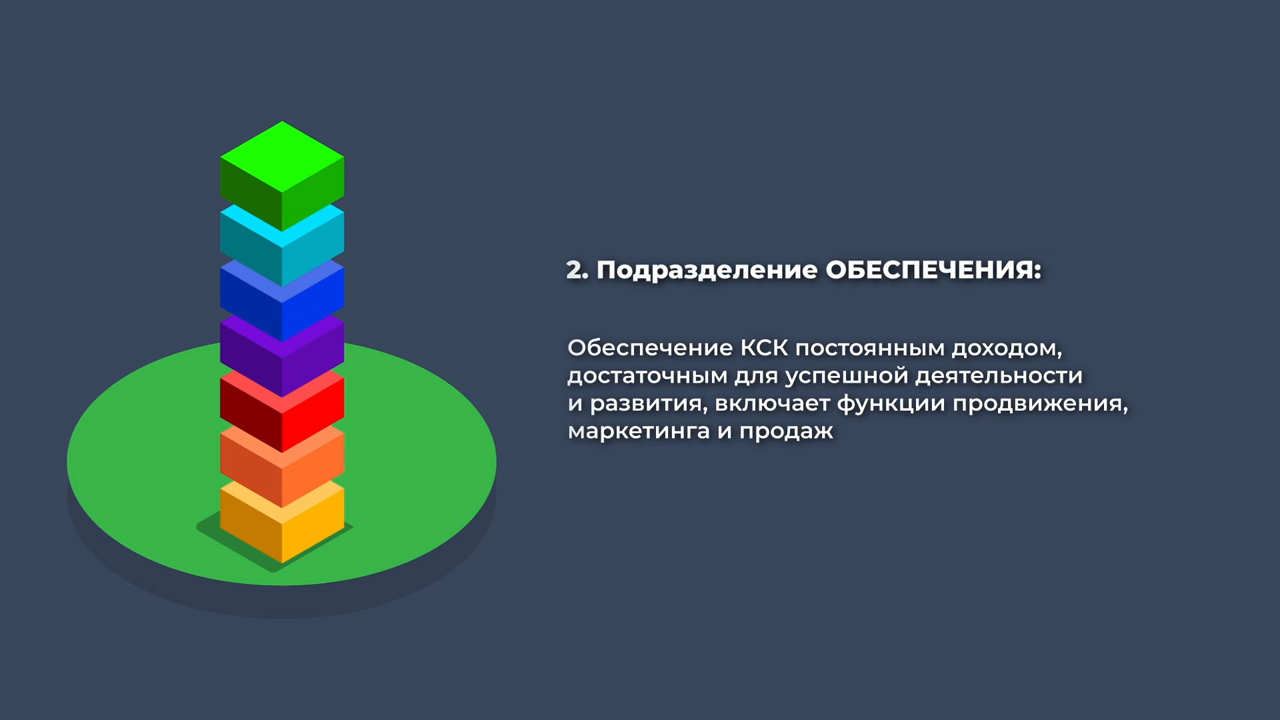 2. Подразделение ОБЕСПЕЧЕНИЯ:
Обеспечение КСК постоянным доходом,
достаточным для успешной деятельности
и развития, включает функции продвижения,
маркетинга и продаж